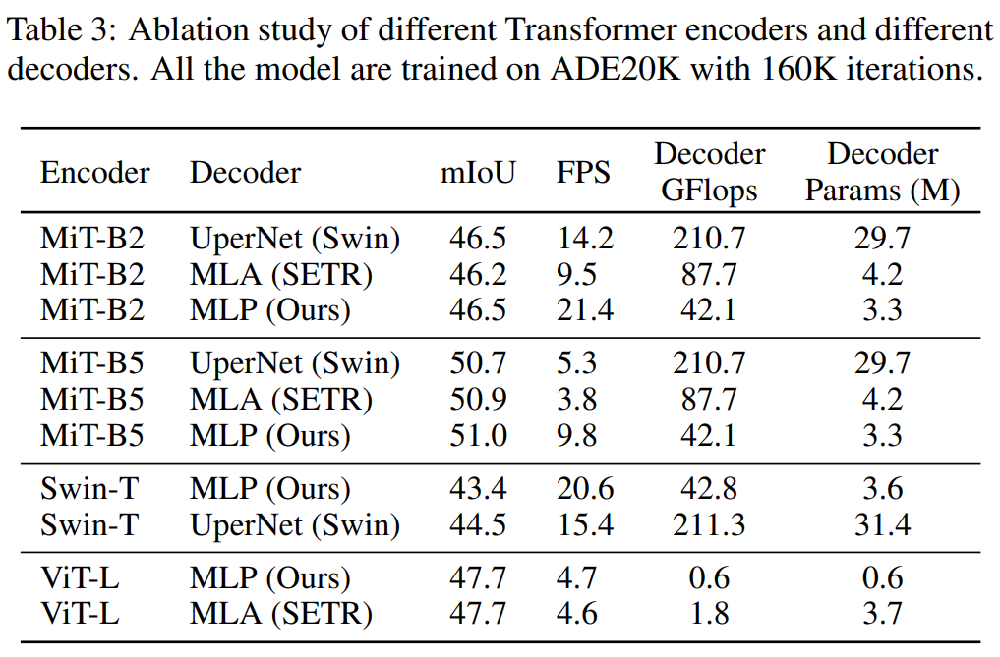 Table 3: Ablation study of different Transformer encoders and different
decoders. All the model are trained on ADE20K with 160K iterations.
Encoder Decoder mIoU FPS Decoder GFlops Decoder Params (M)
MiT-B2 UperNet (Swin) 46.5 14.2 210.7 29.7
MiT-B2 MLA (SETR) 46.2 9.5 87.7 4.2
MiT-B2 MLP (Ours) 46.5 21.4 42.1 3.3
MiT-B5 UperNet (Swin) 50.7 5.3 210.7 29.7
MiT-B5 MLA (SETR) 50.9 3.8 87.7 4.2
MiT-B5 MLP (Ours) 51.0 9.8 42.1 3.3
Swin-T MLP (Ours) 43.4 20.6 42.8 3.6
Swin-T UperNet (Swin) 44.5 15.4 211.3 31.4
ViT-L MLP (Ours) 47.7 4.7 0.6 0.6
ViT-L MLA (SETR) 47.7 4.6 1.8 3.7